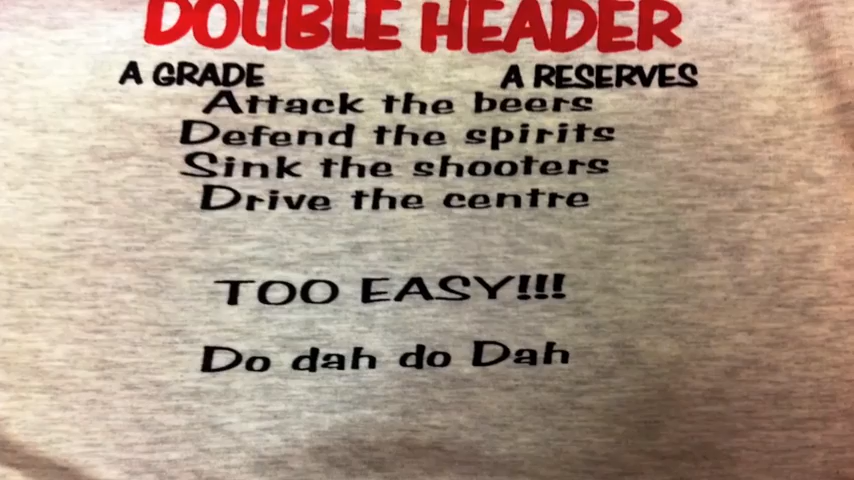 DOUBLE HEADER
A GRADE A RESERVES
Attack the beers
Defend the spirits
Sink the shooters
Drive the centre
TOO EASY!!!
Do dah do Dah